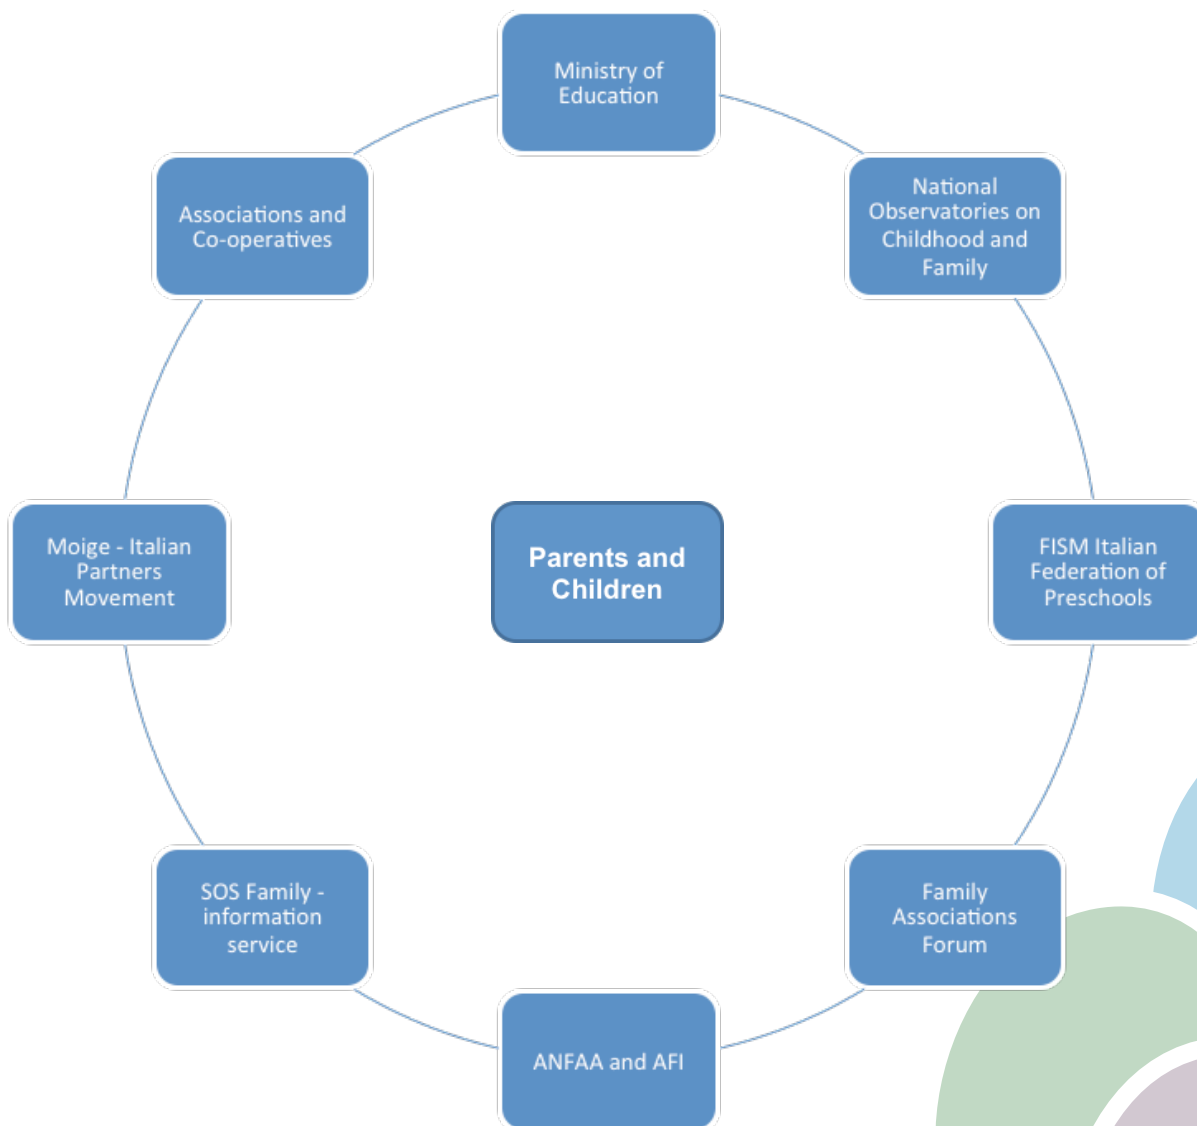 Ministry of
Education
National
Observatories on
Childhood and
Family
Associations and
Co-operatives
Moige - Italian
Partners
Movement
Parents and
Children
FISM Italian
Federation of
Preschools
SOS Family -
information
service
Family
Associations
Forum
ANFAA and AFI